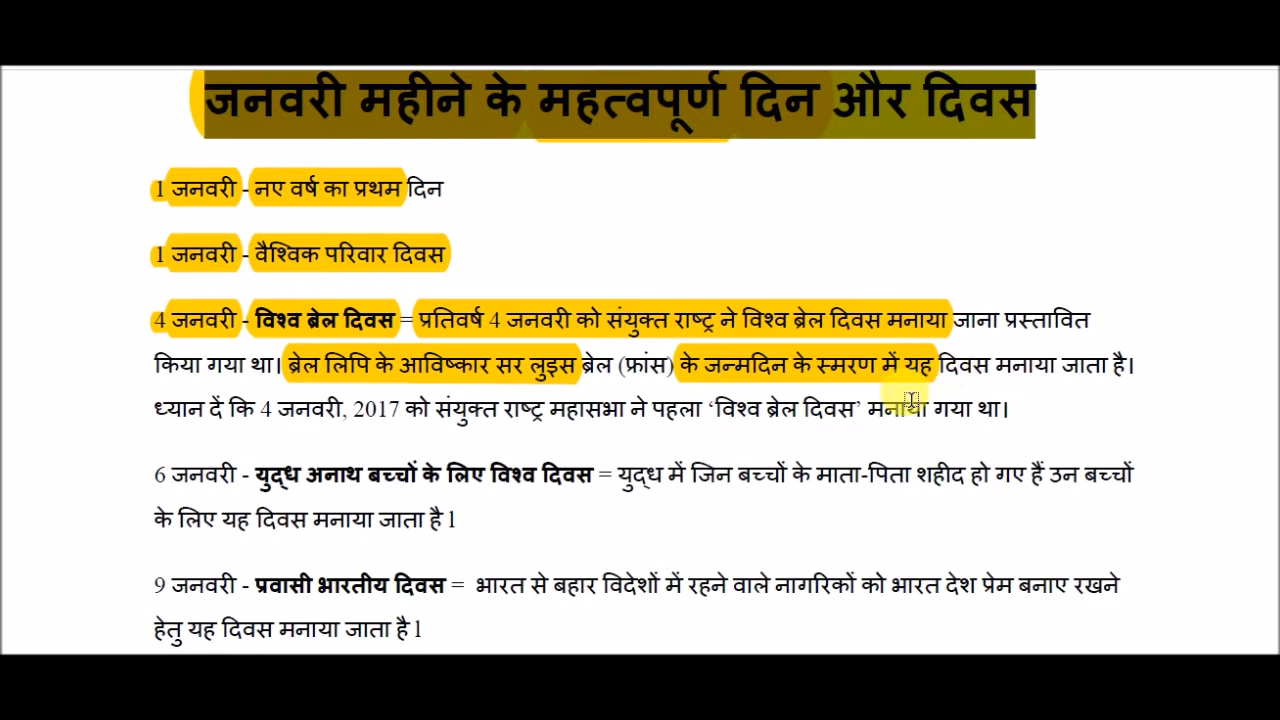 जनवरी महीने के महत्वपूर्ण दिन और दिवस
1 जनवरी - नए वर्ष का प्रथम दिन
1 जनवरी - वैश्विक परिवार दिवस
4 जनवरी - विश्व ब्रेल दिवस = प्रतिवर्ष 4 जनवरी को संयुक्त राष्ट्र ने विश्व ब्रेल दिवस मनाया जाना प्रस्तावित
किया गया था। ब्रेल लिपि के आविष्कार सर लुइस ब्रेल (फ्रांस) के जन्मदिन के स्मरण में यह दिवस मनाया जाता है।
ध्यान दें कि 4 जनवरी, 2017 को संयुक्त राष्ट्र महासभा ने पहला ‘विश्व ब्रेल दिवस’ मनाया गया था।
6 जनवरी - युद्ध अनाथ बच्चों के लिए विश्व दिवस = युद्ध में जिन बच्चों के माता-पिता शहीद हो गए हैं उन बच्चों
के लिए यह दिवस मनाया जाता है l
9 जनवरी - प्रवासी भारतीय दिवस = भारत से बहार विदेशों में रहने वाले नागरिकों को भारत देश प्रेम बनाए रखने
हेतु यह दिवस मनाया जाता है l